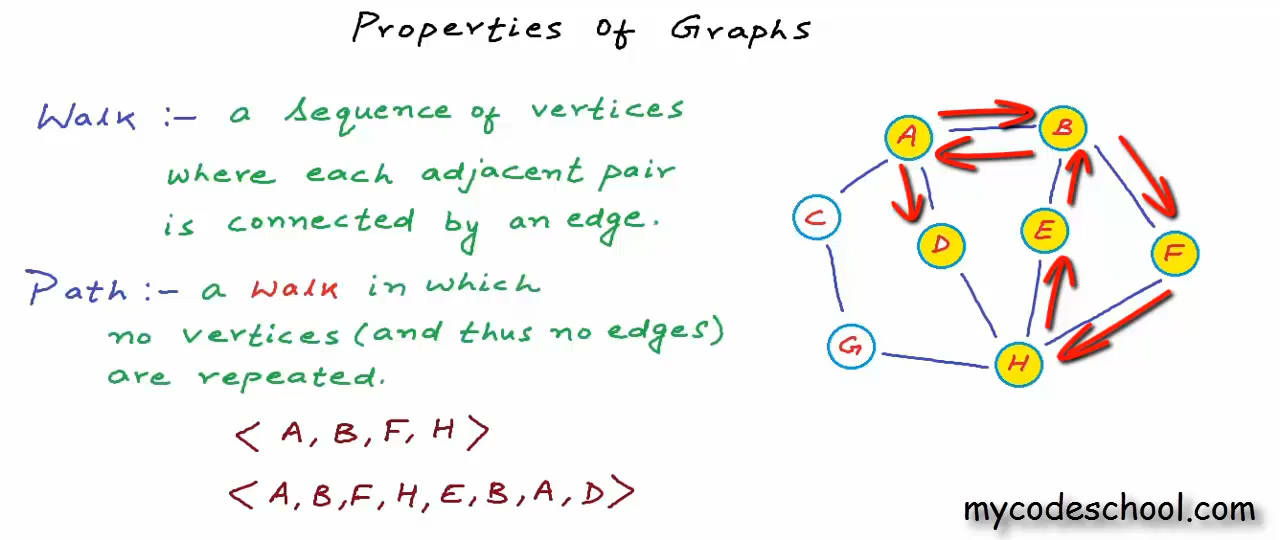 Properties of Graphs
Walk :- a sequence of vertices
where each adjacent pair
is connected by an edge.
Path :- a walk in which
no vertices (and thus no edges)
are repeated.
< A, B, F, H >
< A, B, F, H, E, B, A, D >
A
B
C
D
E
F
G
H
mycodeschool.com